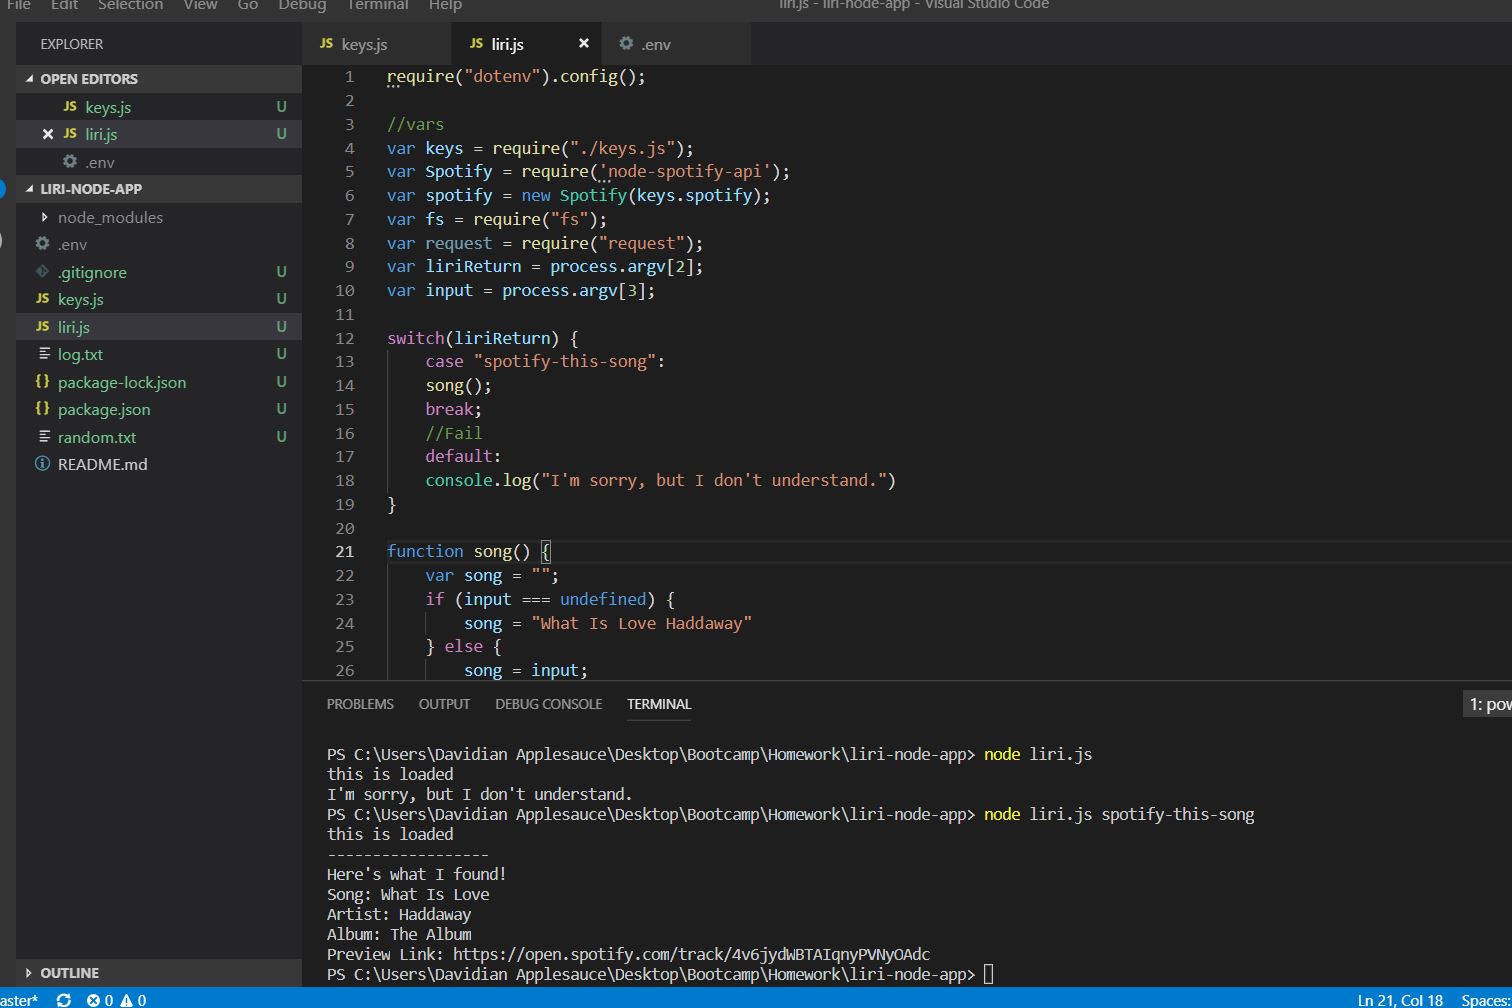 File Edit Selection View Go Debug Terminal Help liri.js - liri-node-app - Visual Studio Code
EXPLORER
OPEN EDITORS
JS keys.js U
JS liri.js U
.env
LIRI-NODE-APP
node_modules
.env
.gitignore U
JS keys.js U
JS liri.js U
log.txt U
{} package-lock.json U
{} package.json U
random.txt U
README.md
OUTLINE
JS keys.js JS liri.js .env
1 require("dotenv").config();
2
3 //vars
4 var keys = require("./keys.js");
5 var Spotify = require('node-spotify-api');
6 var spotify = new Spotify(keys.spotify);
7 var fs = require("fs");
8 var request = require("request");
9 var liriReturn = process.argv[2];
10 var input = process.argv[3];
11
12 switch(liriReturn) {
13 case "spotify-this-song":
14 song();
15 break;
16 //Fail
17 default:
18 console.log("I'm sorry, but I don't understand.")
19 }
20
21 function song() {
22 var song = "";
23 if (input === undefined) {
24 song = "What Is Love Haddaway"
25 } else {
26 song = input;
PROBLEMS OUTPUT DEBUG CONSOLE TERMINAL 1: pow
PS C:\Users\Davidian Applesauce\Desktop\Bootcamp\Homework\liri-node-app> node liri.js
this is loaded
I'm sorry, but I don't understand.
PS C:\Users\Davidian Applesauce\Desktop\Bootcamp\Homework\liri-node-app> node liri.js spotify-this-song
this is loaded
------------------
Here's what I found!
Song: What Is Love
Artist: Haddaway
Album: The Album
Preview Link: https://open.spotify.com/track/4v6jydWBTAIqnyPVNyOAdc
PS C:\Users\Davidian Applesauce\Desktop\Bootcamp\Homework\liri-node-app>
aster* 0 0 Ln 21, Col 18 Spaces: